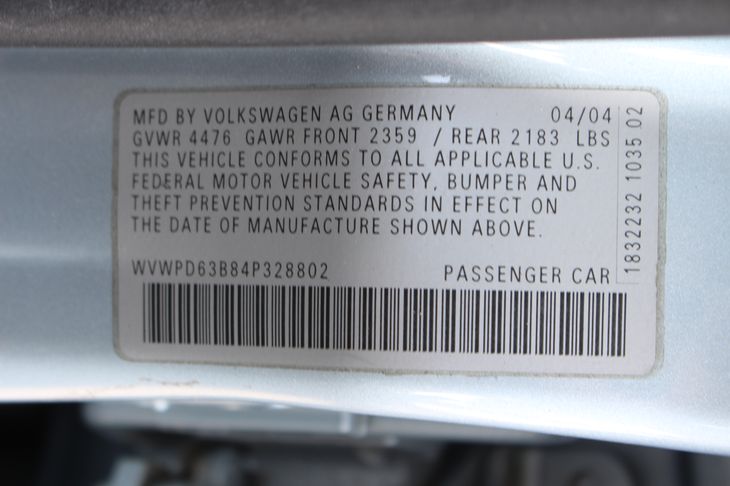 MFD BY VOLKSWAGEN AG GERMANY 04/04
GVWR 4476 GAWR FRONT 2359 / REAR 2183 LBS
THIS VEHICLE CONFORMS TO ALL APPLICABLE U.S.
FEDERAL MOTOR VEHICLE SAFETY, BUMPER AND
THEFT PREVENTION STANDARDS IN EFFECT ON
THE DATE OF MANUFACTURE SHOWN ABOVE.
WVWPD63B84P328802 PASSENGER CAR
1832232 1035 02